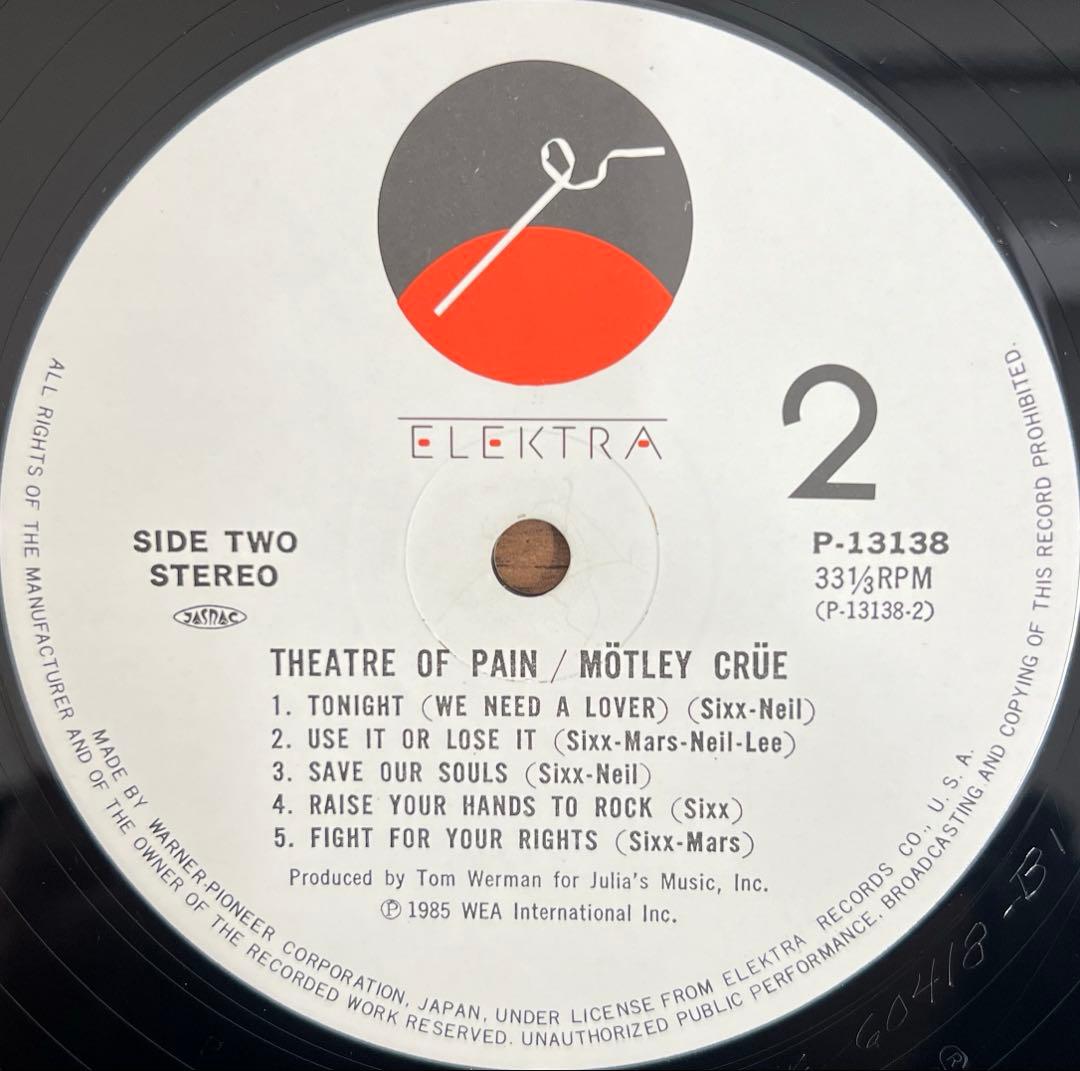 ELEKTRA
2
SIDE TWO
STEREO
JASRAC
P-13138
33⅓RPM
(P-13138-2)
THEATRE OF PAIN / MÖTLEY CRÜE
1. TONIGHT (WE NEED A LOVER) (Sixx-Neil)
2. USE IT OR LOSE IT (Sixx-Mars-Neil-Lee)
3. SAVE OUR SOULS (Sixx-Neil)
4. RAISE YOUR HANDS TO ROCK (Sixx)
5. FIGHT FOR YOUR RIGHTS (Sixx-Mars)
Produced by Tom Werman for Julia's Music, Inc.
℗ 1985 WEA International Inc.
MADE BY WARNER-PIONEER CORPORATION, JAPAN, UNDER LICENSE FROM ELEKTRA RECORDS CO., U. S. A.
ALL RIGHTS OF THE MANUFACTURER AND OF THE OWNER OF THE RECORDED WORK RESERVED. UNAUTHORIZED PUBLIC PERFORMANCE, BROADCASTING AND COPYING OF THIS RECORD PROHIBITED.
60418-B1
®